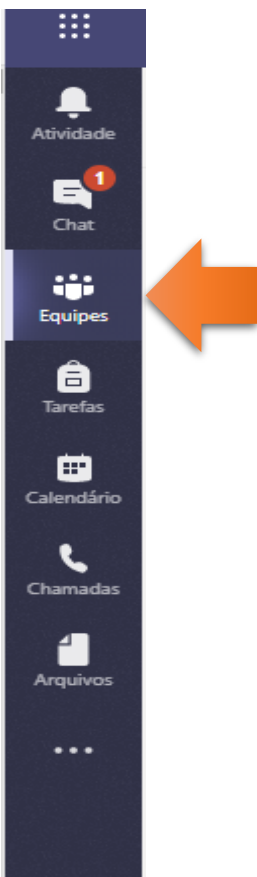 Atividade
1
Chat
Equipes
Tarefas
Calendário
Chamadas
Arquivos
...